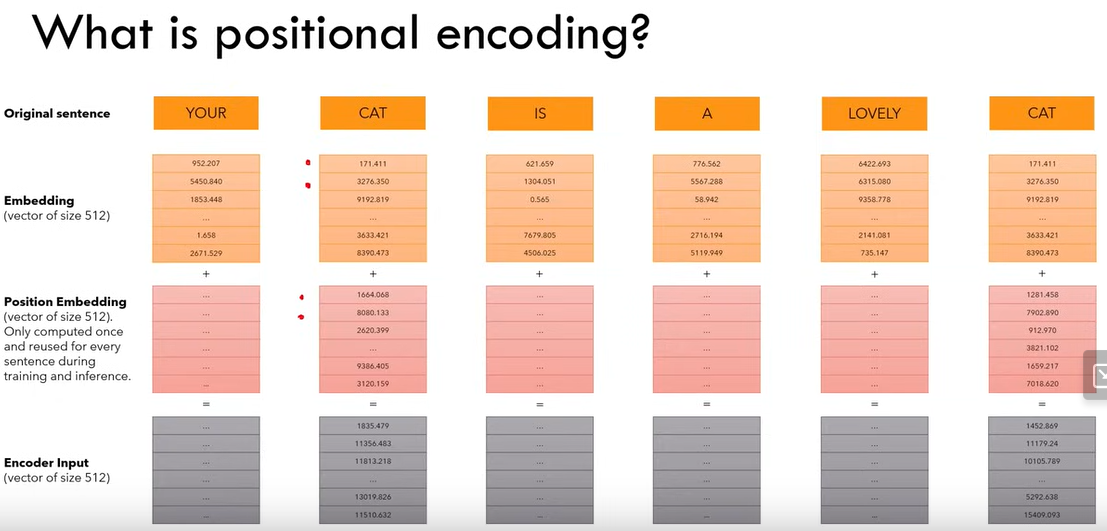 What is positional encoding?
Original sentence
YOUR CAT IS A LOVELY CAT
Embedding
(vector of size 512)
952.207 171.411 621.659 776.562 6422.693 171.411
5450.840 3276.350 1304.051 5567.288 6315.080 3276.350
1853.448 9192.819 0.565 58.942 9358.778 9192.819
... ... ... ... ... ...
1.658 3633.421 7679.805 2716.194 2141.081 3633.421
2671.529 8390.473 4506.025 5119.949 735.147 8390.473
+ + + + + +
Position Embedding
(vector of size 512).
Only computed once
and reused for every
sentence during
training and inference.
... 1664.068 ... ... ... 1281.458
... 8080.133 ... ... ... 7902.890
... 2620.399 ... ... ... 912.970
... ... ... ... ... 3821.102
... 9386.405 ... ... ... 1659.217
... 3120.159 ... ... ... 7018.620
= = = = = =
Encoder Input
(vector of size 512)
... 1835.479 ... ... ... 1452.869
... 11356.483 ... ... ... 11179.24
... 11813.218 ... ... ... 10105.789
... ... ... ... ... ...
... 13019.826 ... ... ... 5292.638
... 11510.632 ... ... ... 15409.093